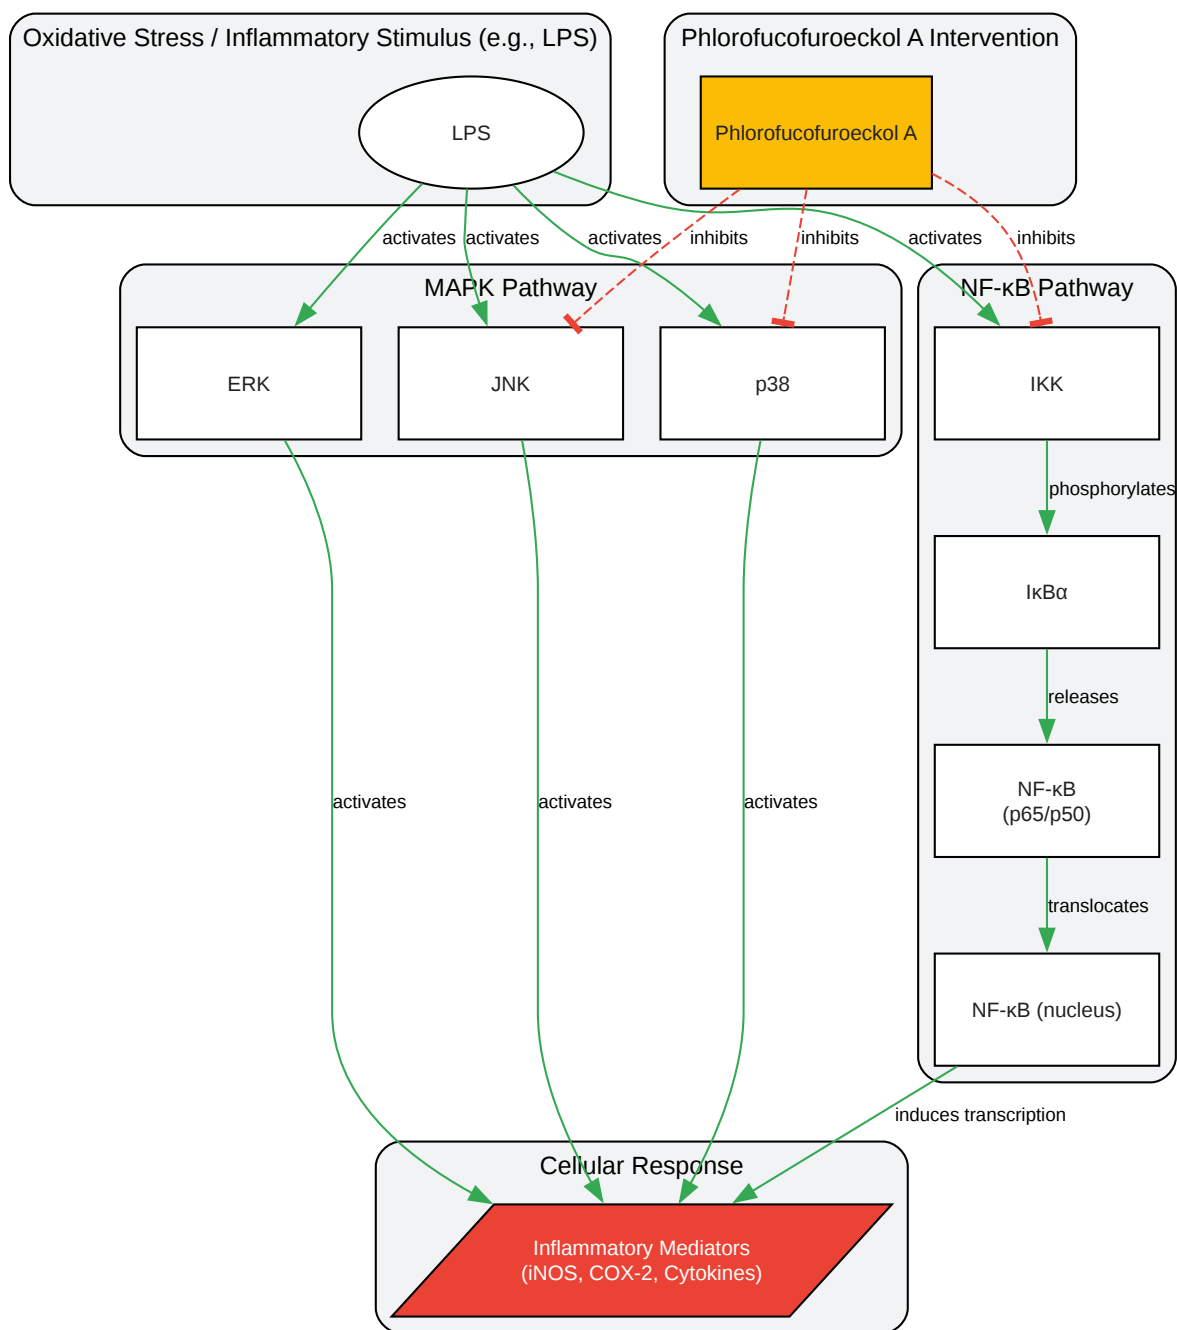 Oxidative Stress / Inflammatory Stimulus (e.g., LPS)
Phlorofucofuroeckol A Intervention
LPS
Phlorofucofuroeckol A
activates
activates
activates
inhibits
inhibits
activates
inhibits
MAPK Pathway
NF-κB Pathway
ERK
JNK
p38
IKK
phosphorylates
IκBα
releases
NF-κB
(p65/p50)
activates
activates
activates
translocates
NF-κB (nucleus)
induces transcription
Cellular Response
Inflammatory Mediators
(iNOS, COX-2, Cytokines)